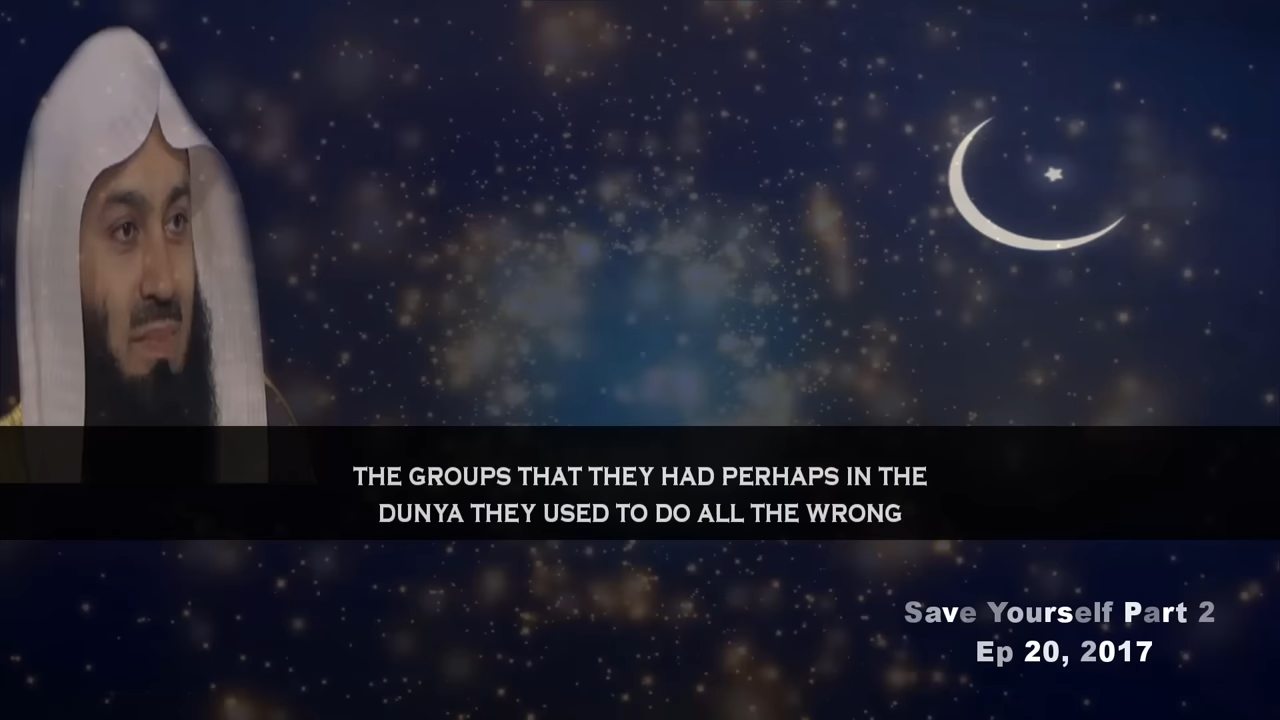 THE GROUPS THAT THEY HAD PERHAPS IN THE
DUNYA THEY USED TO DO ALL THE WRONG
Save Yourself Part 2
Ep 20, 2017